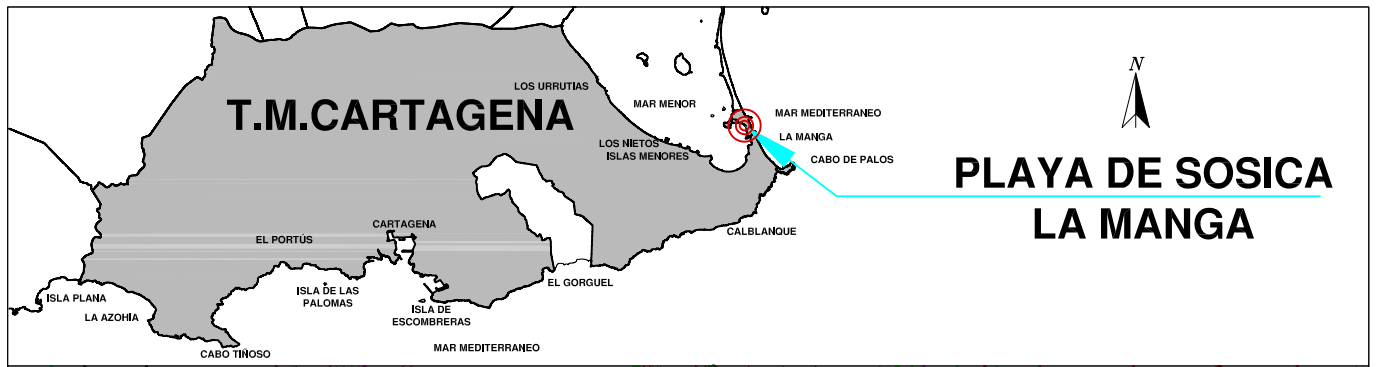 LOS URRUTIAS
T.M.CARTAGENA
MAR MENOR
MAR MEDITERRANEO
LA MANGA
LOS NIETOS
ISLAS MENORES
CABO DE PALOS
N
PLAYA DE SOSICA
LA MANGA
CARTAGENA
EL PORTÚS
CALBLANQUE
EL GORGUEL
ISLA DE LAS
PALOMAS
ISLA PLANA
LA AZOHIA
ISLA DE
ESCOMBRERAS
CABO TIÑOSO
MAR MEDITERRANEO